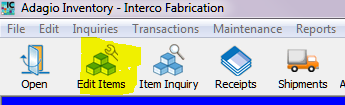 Adagio Inventory - Interco Fabrication
File Edit Inquiries Transactions Maintenance Reports
Open Edit Items Item Inquiry Receipts Shipments